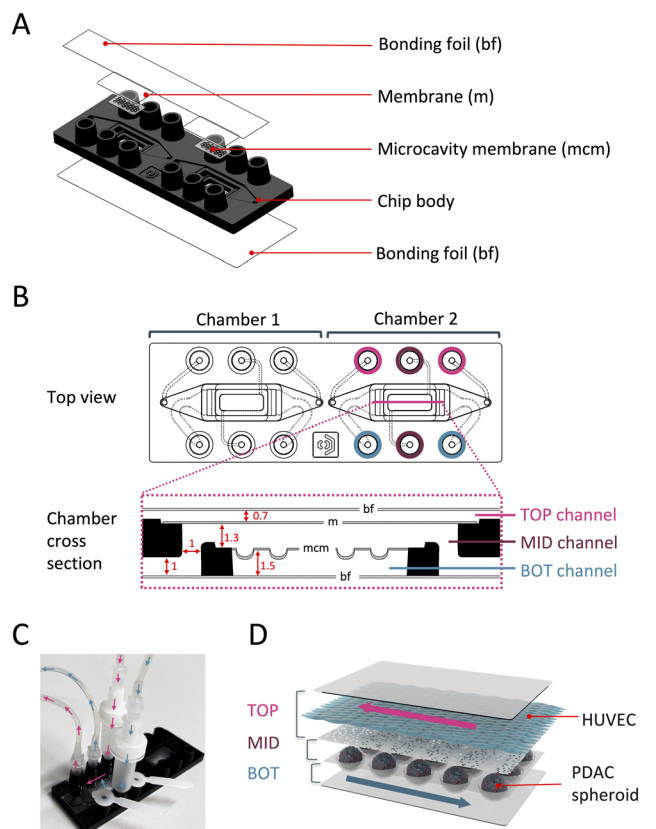 A
Bonding foil (bf)
Membrane (m)
Microcavity membrane (mcm)
Chip body
Bonding foil (bf)
B
Chamber 1
Chamber 2
Top view
Chamber
cross
section
bf
0.7
m
1.3
1
mcm
1
1.5
bf
TOP channel
MID channel
BOT channel
C
D
TOP
MID
BOT
HUVEC
PDAC
spheroid